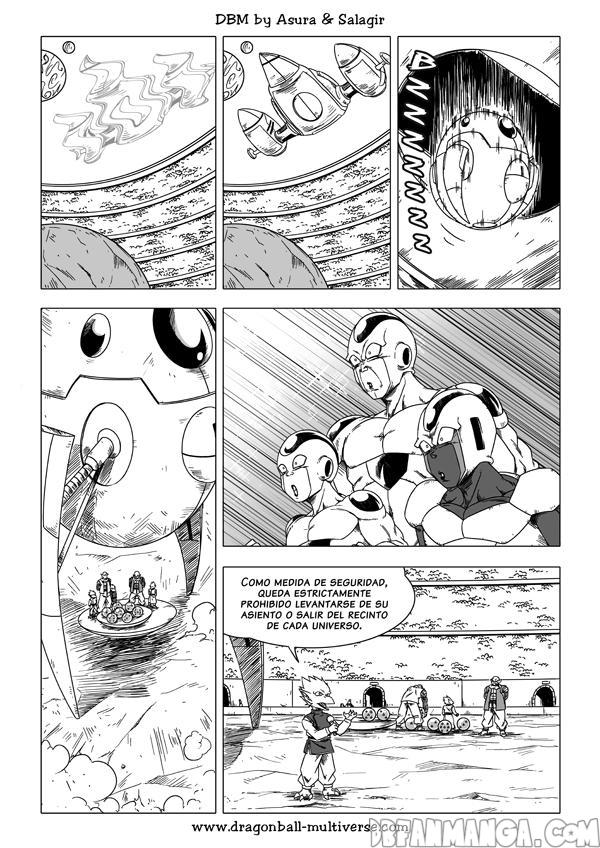 DBM by Asura & Salagir
BZNNNNNNZZ
COMO MEDIDA DE SEGURIDAD,
QUEDA ESTRICTAMENTE
PROHIBIDO LEVANTARSE DE SU
ASIENTO O SALIR DEL RECINTO
DE CADA UNIVERSO.
www.dragonball-multiverse.com
DBFANMANGA.COM